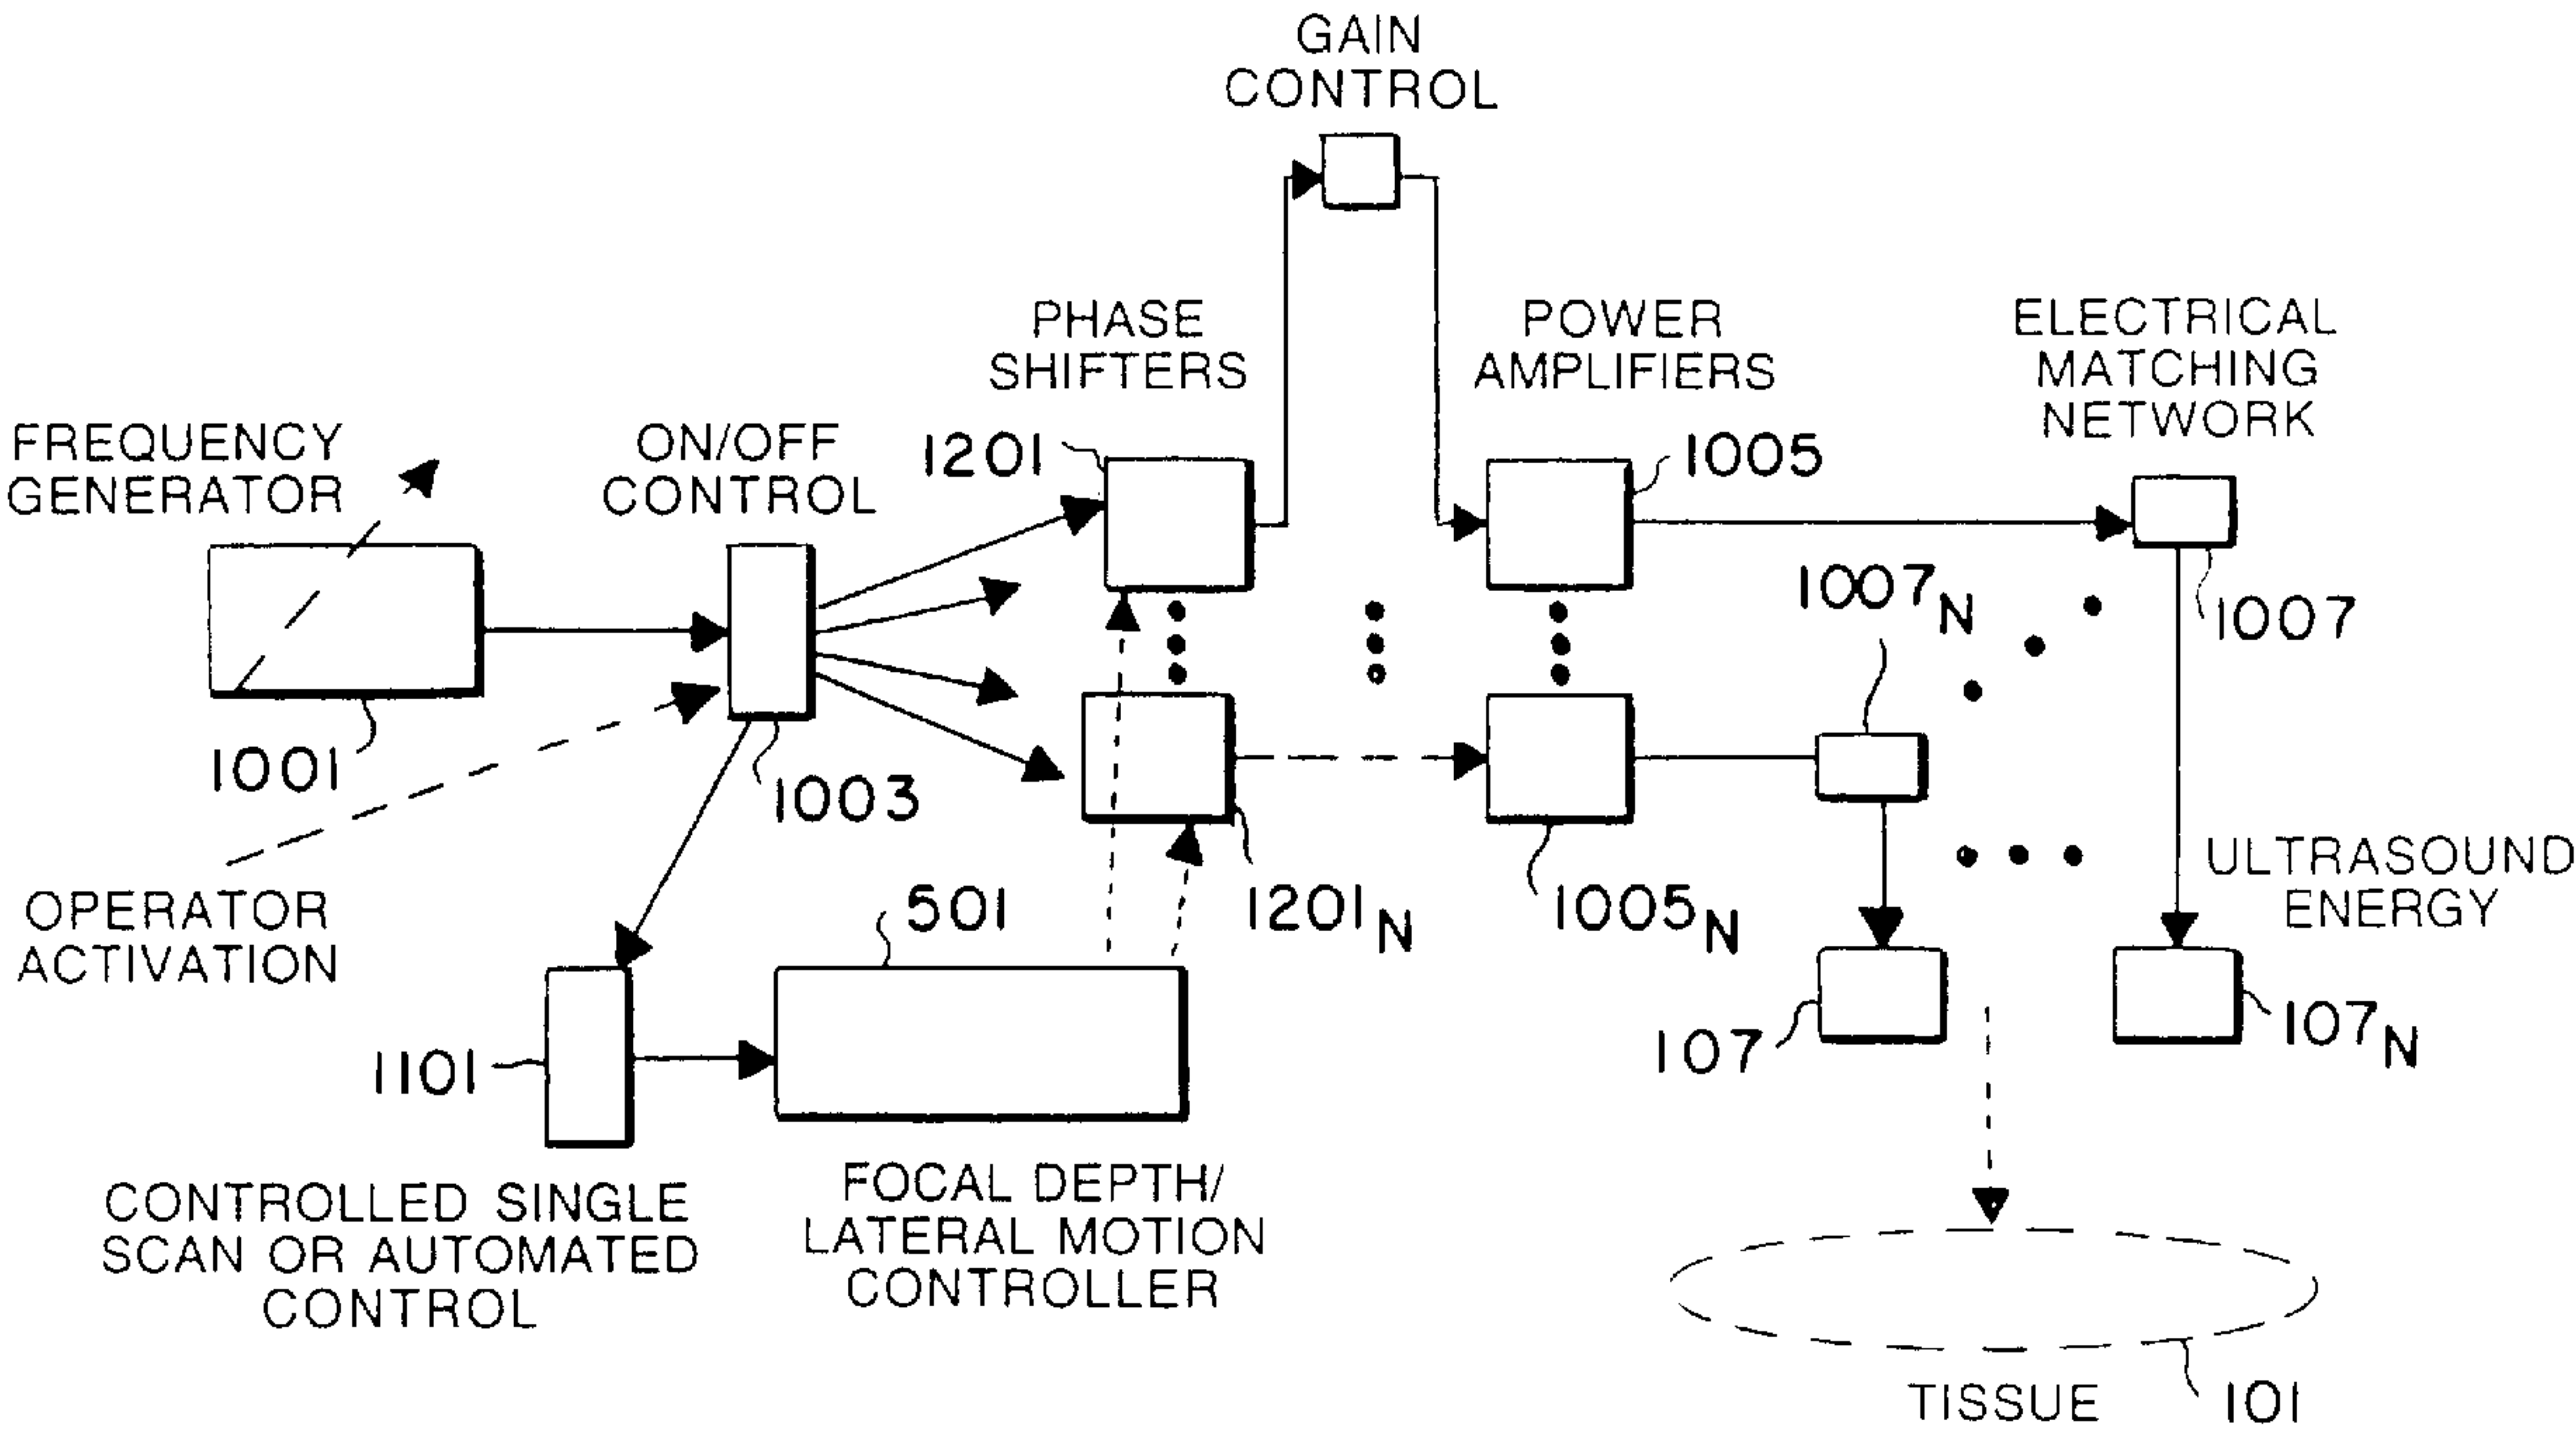 GAIN
CONTROL
PHASE
SHIFTERS
POWER
AMPLIFIERS
ELECTRICAL
MATCHING
NETWORK
FREQUENCY
GENERATOR
ON/OFF
CONTROL
1201
1005
1007N
1007
1001
1003
OPERATOR
ACTIVATION
501
1201N
1005N
ULTRASOUND
ENERGY
1101
107
107N
CONTROLLED SINGLE
SCAN OR AUTOMATED
CONTROL
FOCAL DEPTH/
LATERAL MOTION
CONTROLLER
TISSUE
101